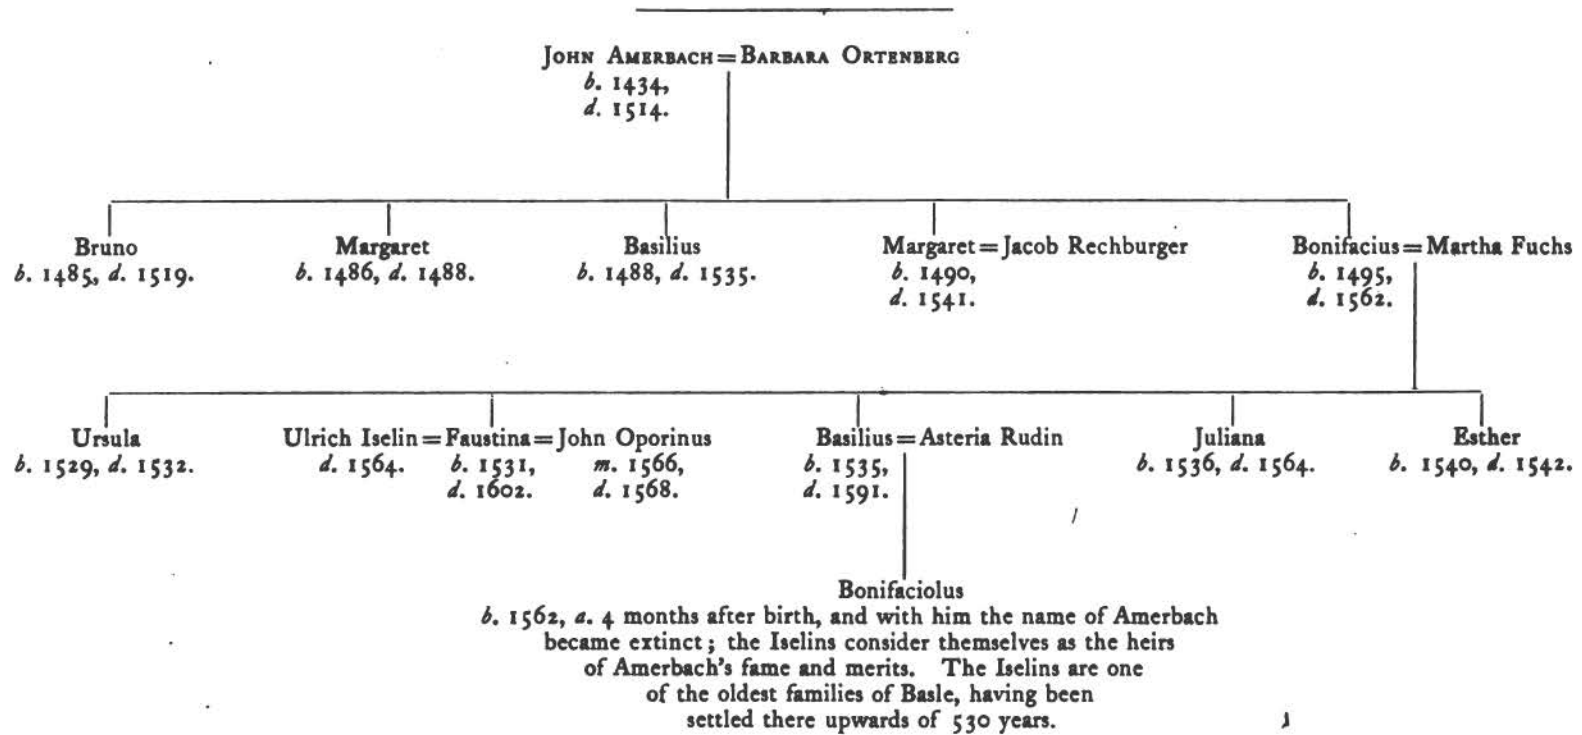 John Amerbach = Barbara Ortenberg
b. 1434,
d. 1514.
Bruno
b. 1485, d. 1519.
Margaret
b. 1486, d. 1488.
Basilius
b. 1488, d. 1535.
Margaret = Jacob Rechburger
b. 1490,
d. 1541.
Bonifacius = Martha Fuchs
b. 1495,
d. 1562.
Ursula
b. 1529, d. 1532.
Ulrich Iselin = Faustina = John Oporinus
d. 1564. b. 1531, m. 1566,
d. 1602. d. 1568.
Basilius = Asteria Rudin
b. 1535,
d. 1591.
Juliana
b. 1536, d. 1564.
Esther
b. 1540, d. 1542.
Bonifaciolus
b. 1562, a. 4 months after birth, and with him the name of Amerbach
became extinct; the Iselins consider themselves as the heirs
of Amerbach's fame and merits. The Iselins are one
of the oldest families of Basle, having been
settled there upwards of 530 years.